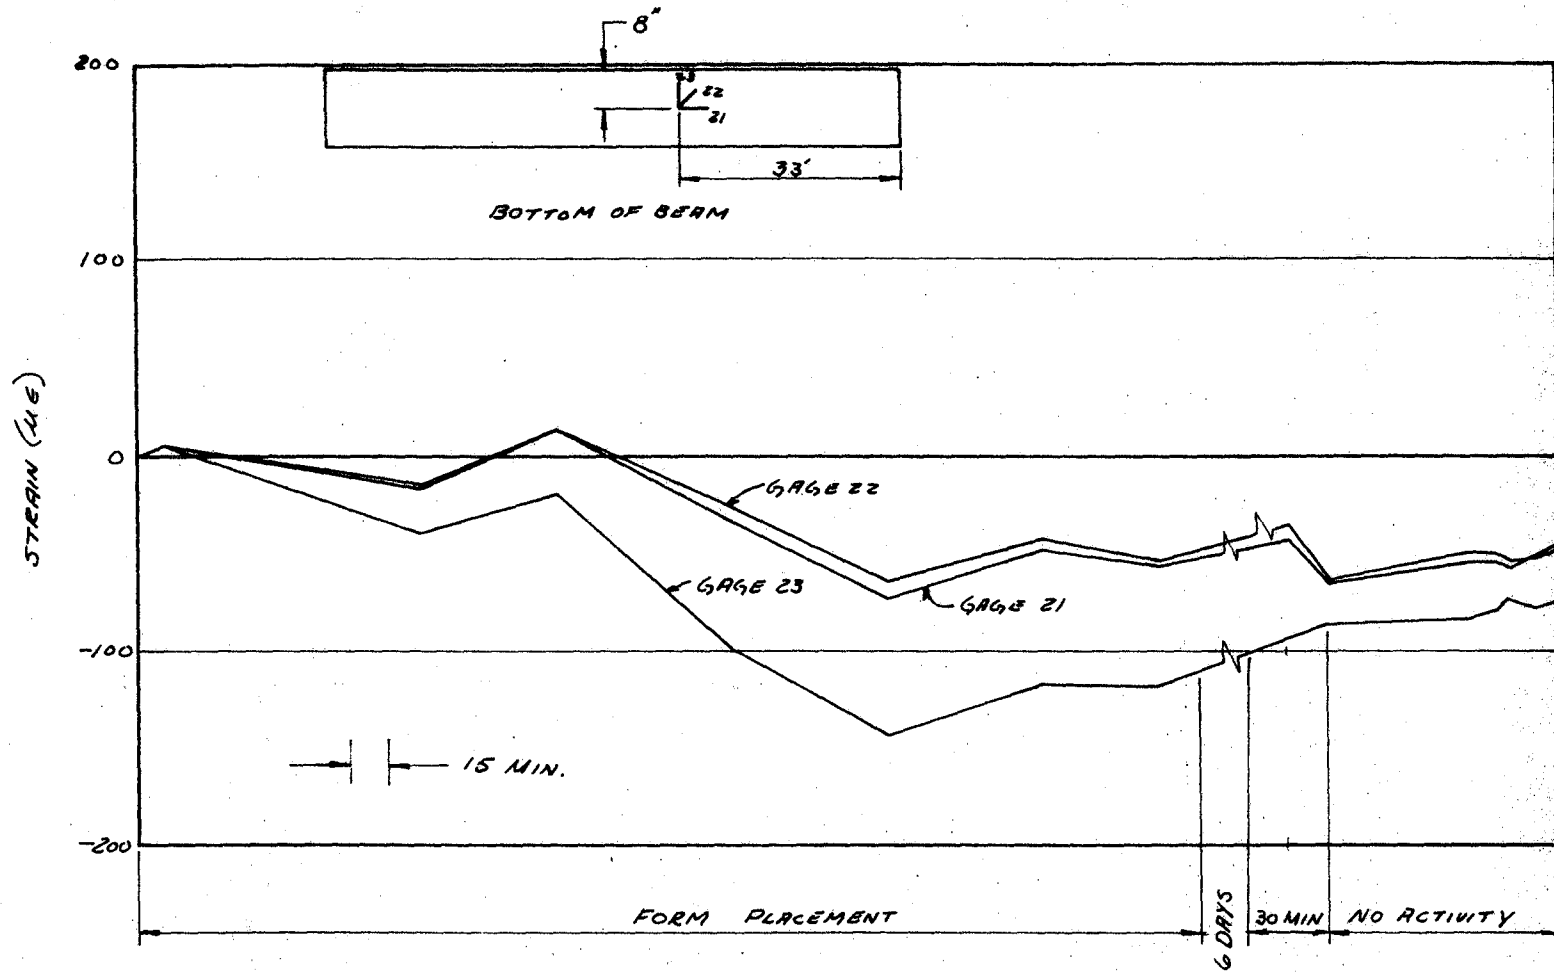 8"
200
23
22
21
33'
BOTTOM OF BEAM
100
STRAIN (με)
0
GAGE 22
GAGE 23
GAGE 21
-100
15 MIN.
-200
FORM PLACEMENT
6 DAYS
30 MIN
NO ACTIVITY